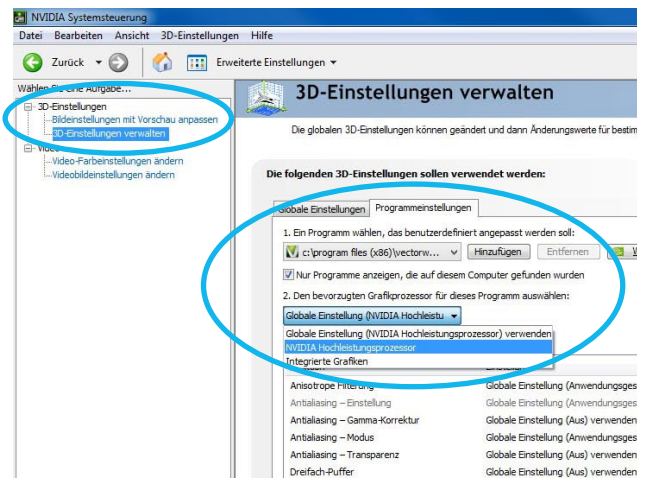 NVIDIA Systemsteuerung
Datei Bearbeiten Ansicht 3D-Einstellungen Hilfe
Zurück Erweiterte Einstellungen
Wählen Sie eine Aufgabe...
3D-Einstellungen
Bildeinstellungen mit Vorschau anpassen
3D-Einstellungen verwalten
Video-Farbeinstellungen ändern
Videobildeinstellungen ändern
3D-Einstellungen verwalten
Die globalen 3D-Einstellungen können geändert und dann Änderungswerte für bestim
Die folgenden 3D-Einstellungen sollen verwendet werden:
Globale Einstellungen Programmeinstellungen
1. Ein Programm wählen, das benutzerdefiniert angepasst werden soll:
c:\program files (x86)\vectorw... Hinzufügen Entfernen
Nur Programme anzeigen, die auf diesem Computer gefunden wurden
2. Den bevorzugten Grafikprozessor für dieses Programm auswählen:
Globale Einstellung (NVIDIA Hochleistu
Globale Einstellung (NVIDIA Hochleistungsprozessor) verwenden
NVIDIA Hochleistungsprozessor
Integrierte Grafiken
Anisotrope Filterung Globale Einstellung (Anwendungsges
Antialiasing – Einstellung Globale Einstellung (Anwendungsges
Antialiasing – Gamma-Korrektur Globale Einstellung (Aus) verwenden
Antialiasing – Modus Globale Einstellung (Anwendungsges
Antialiasing – Transparenz Globale Einstellung (Aus) verwenden
Dreifach-Puffer Globale Einstellung (Aus) verwenden